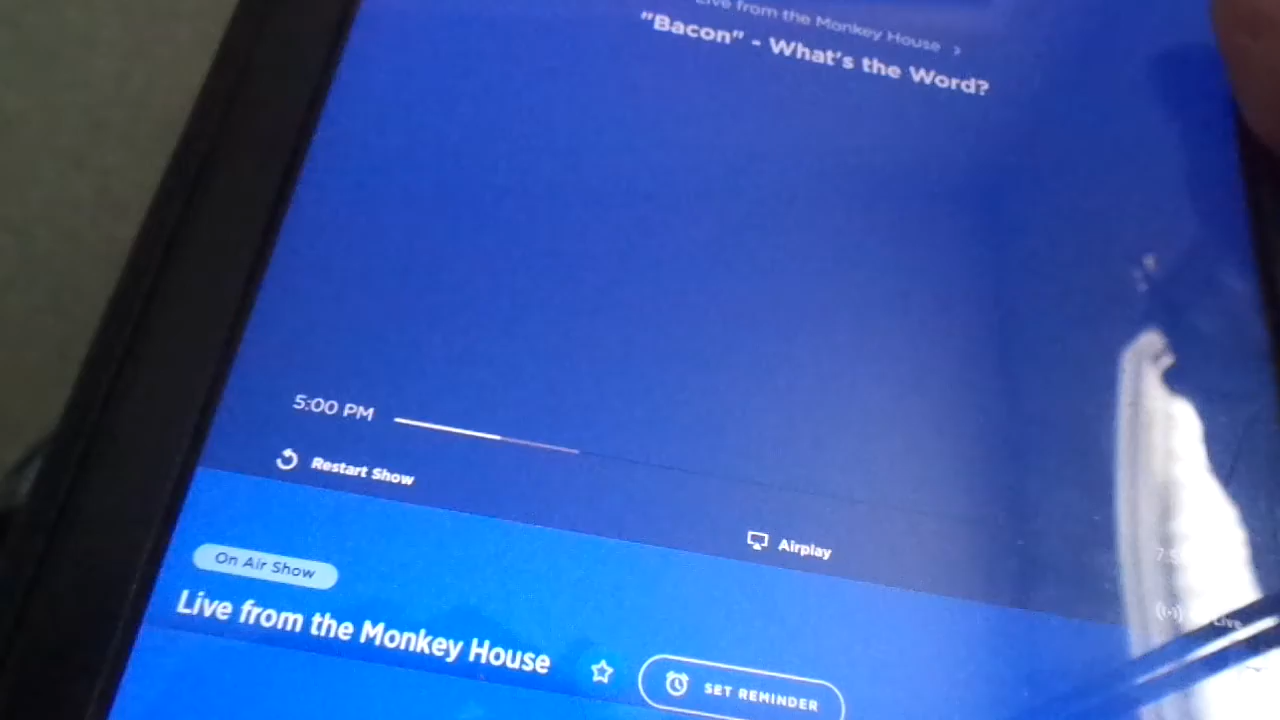 Live from the Monkey House
"Bacon" - What's the Word?
5:00 PM
Restart Show
Airplay
Live
On Air Show
Live from the Monkey House
SET REMINDER